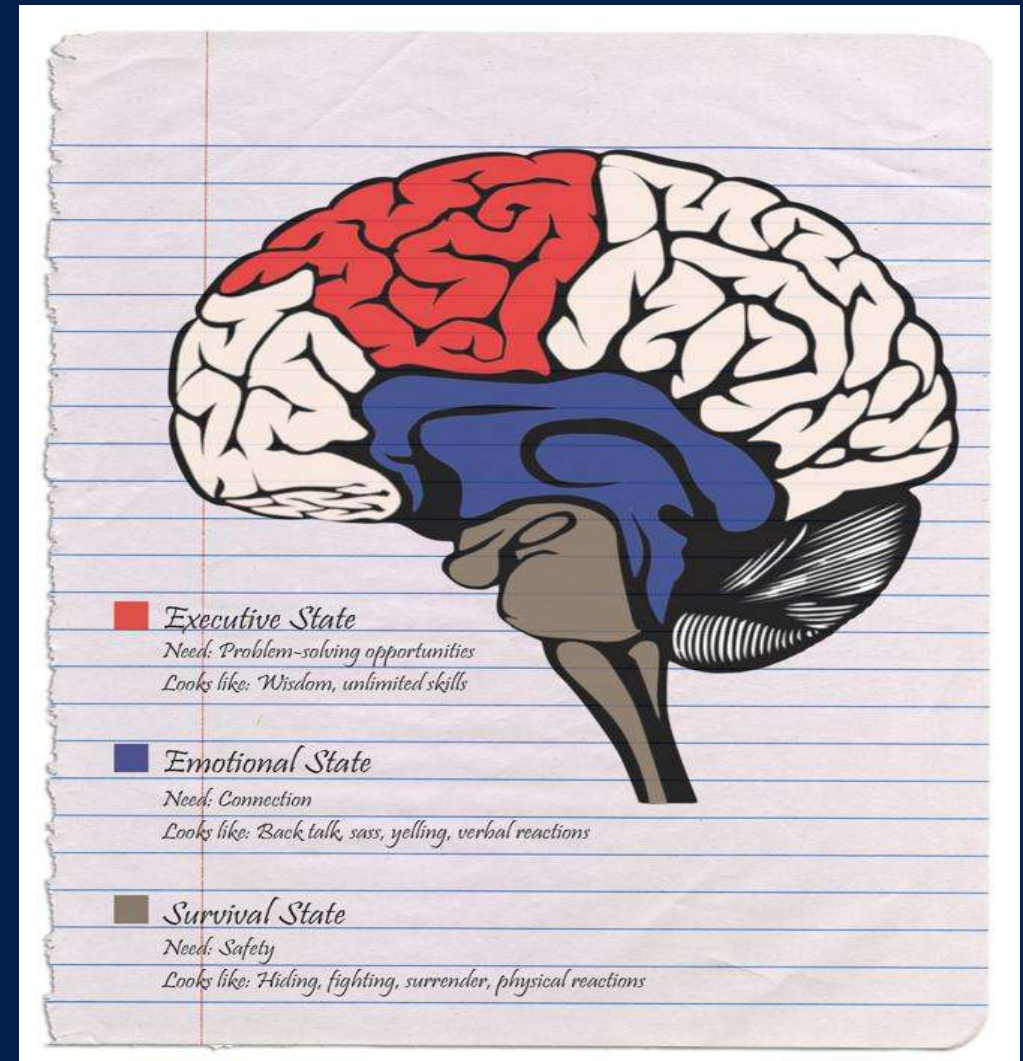 Executive State
Need: Problem-solving opportunities
Looks like: Wisdom, unlimited skills
Emotional State
Need: Connection
Looks like: Back talk, sass, yelling, verbal reactions
Survival State
Need: Safety
Looks like: Hiding, fighting, surrender, physical reactions